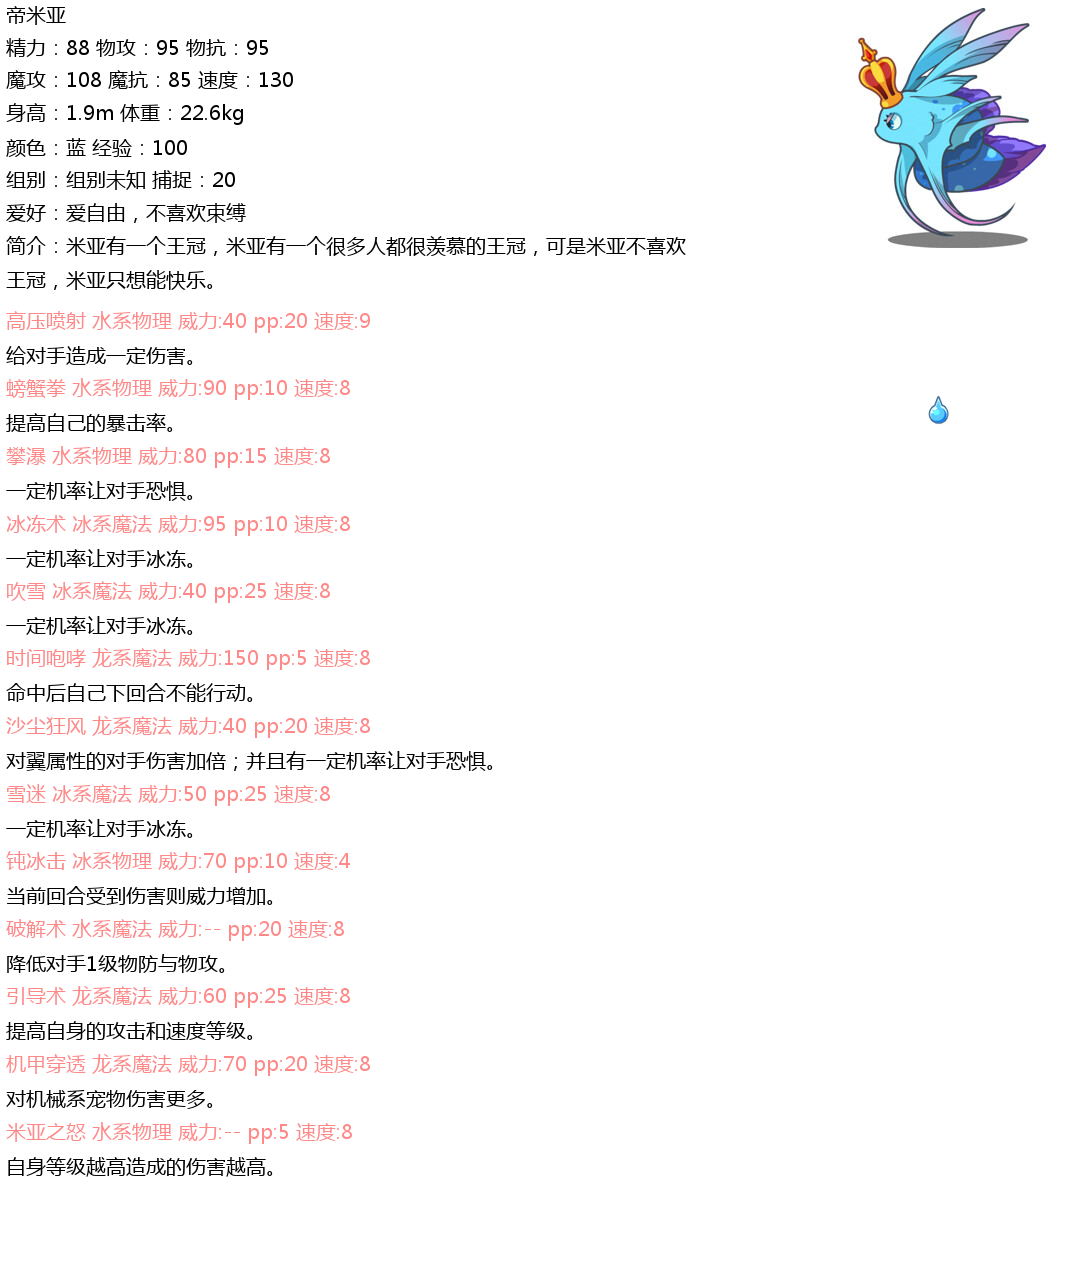 帝米亚
精力：88 物攻：95 物抗：95
魔攻：108 魔抗：85 速度：130
身高：1.9m 体重：22.6kg
颜色：蓝 经验：100
组别：组别未知 捕捉：20
爱好：爱自由，不喜欢束缚
简介：米亚有一个王冠，米亚有一个很多人都很羡慕的王冠，可是米亚不喜欢
王冠，米亚只想能快乐。
高压喷射 水系物理 威力:40 pp:20 速度:9
给对手造成一定伤害。
螃蟹拳 水系物理 威力:90 pp:10 速度:8
提高自己的暴击率。
攀瀑 水系物理 威力:80 pp:15 速度:8
一定机率让对手恐惧。
冰冻术 冰系魔法 威力:95 pp:10 速度:8
一定机率让对手冰冻。
吹雪 冰系魔法 威力:40 pp:25 速度:8
一定机率让对手冰冻。
时间咆哮 龙系魔法 威力:150 pp:5 速度:8
命中后自己下回合不能行动。
沙尘狂风 龙系魔法 威力:40 pp:20 速度:8
对翼属性的对手伤害加倍；并且有一定机率让对手恐惧。
雪迷 冰系魔法 威力:50 pp:25 速度:8
一定机率让对手冰冻。
钝冰击 冰系物理 威力:70 pp:10 速度:4
当前回合受到伤害则威力增加。
破解术 水系魔法 威力:-- pp:20 速度:8
降低对手1级物防与物攻。
引导术 龙系魔法 威力:60 pp:25 速度:8
提高自身的攻击和速度等级。
机甲穿透 龙系魔法 威力:70 pp:20 速度:8
对机械系宠物伤害更多。
米亚之怒 水系物理 威力:-- pp:5 速度:8
自身等级越高造成的伤害越高。